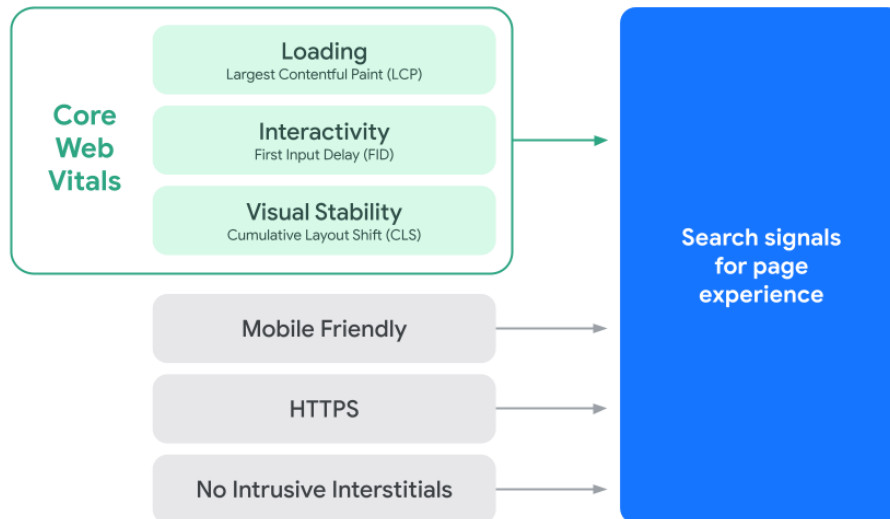 Core
Web
Vitals
Loading
Largest Contentful Paint (LCP)
Interactivity
First Input Delay (FID)
Visual Stability
Cumulative Layout Shift (CLS)
Mobile Friendly
HTTPS
No Intrusive Interstitials
Search signals
for page
experience